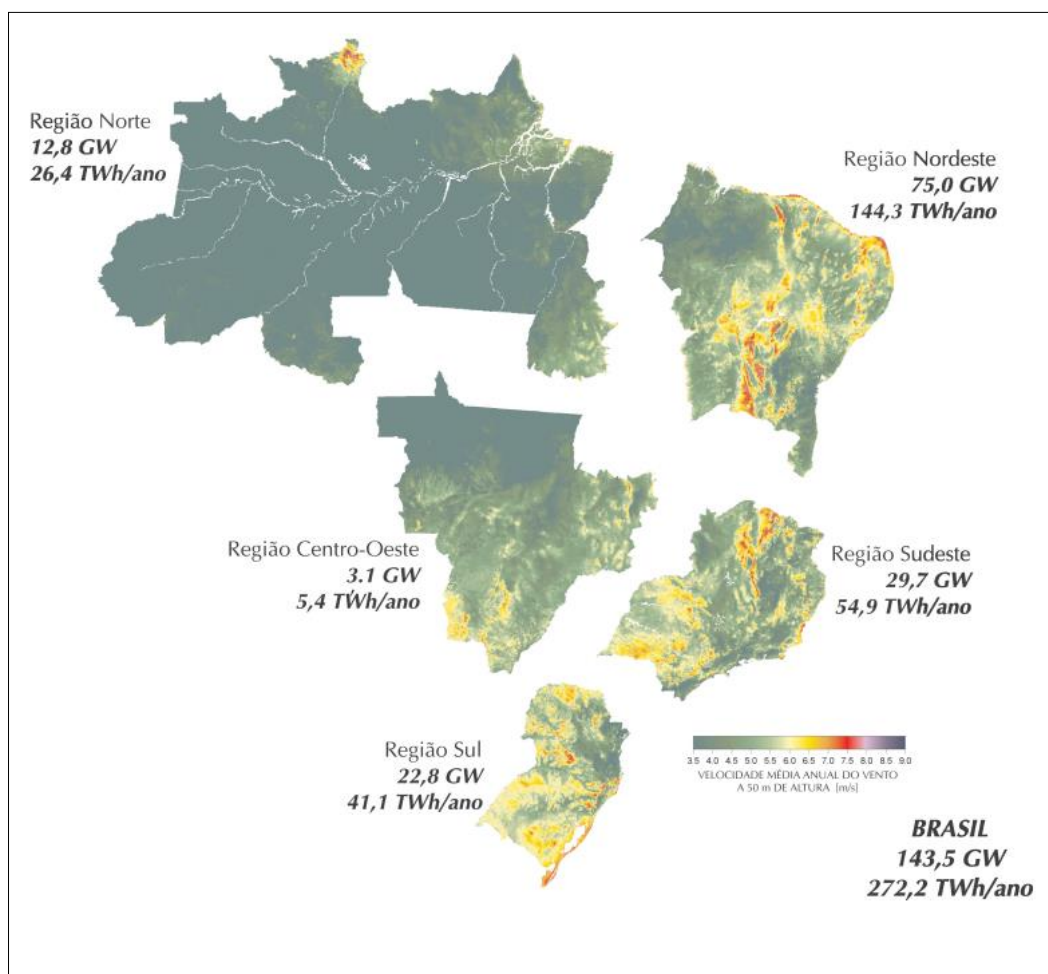 Região Norte
12,8 GW
26,4 TWh/ano
Região Nordeste
75,0 GW
144,3 TWh/ano
Região Centro-Oeste
3.1 GW
5,4 TWh/ano
Região Sudeste
29,7 GW
54,9 TWh/ano
Região Sul
22,8 GW
41,1 TWh/ano
3.5 4.0 4.5 5.0 5.5 6.0 6.5 7.0 7.5 8.0 8.5 9.0
VELOCIDADE MÉDIA ANUAL DO VENTO
A 50 m DE ALTURA [m/s]
BRASIL
143,5 GW
272,2 TWh/ano